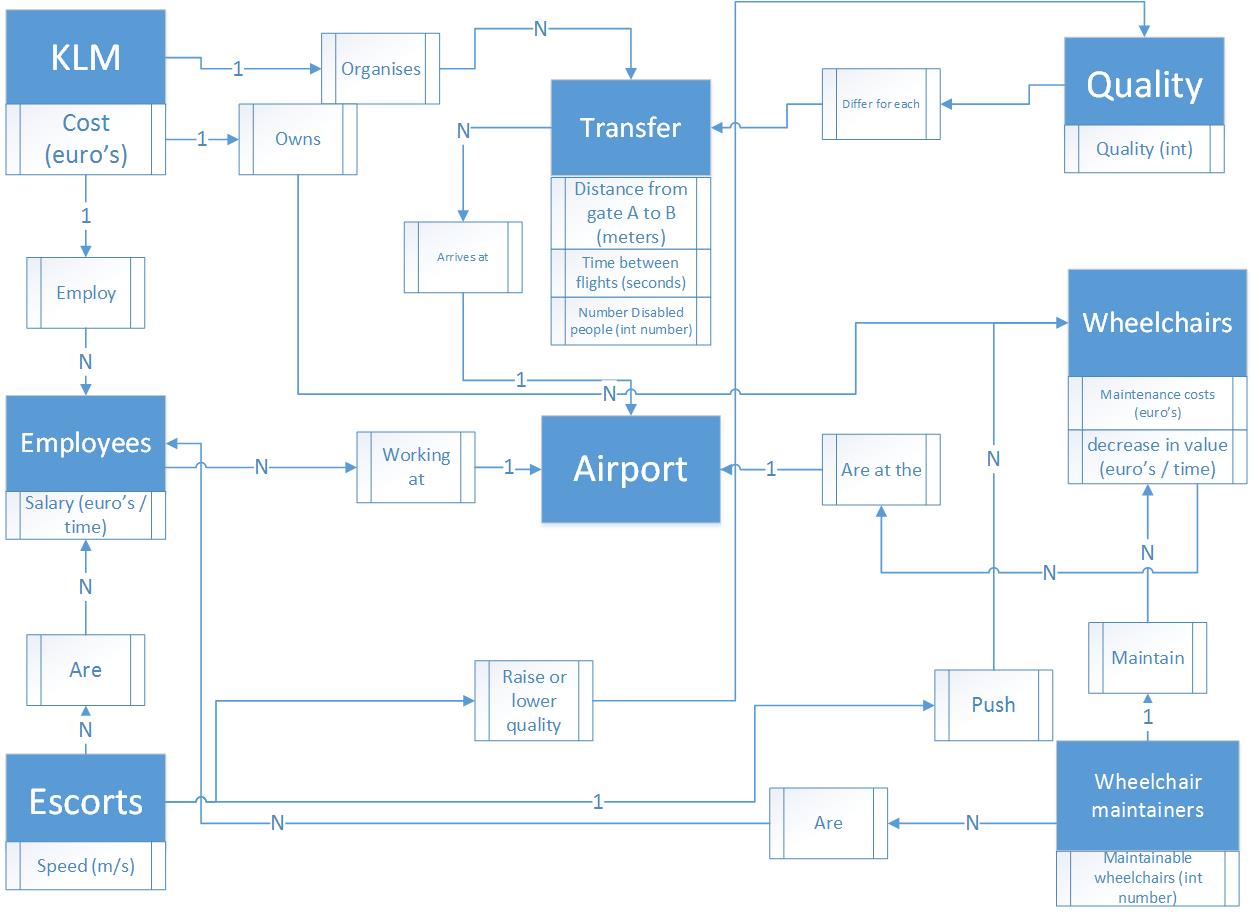 KLM
Cost
(euro's)
1
Organises
N
1
Owns
Transfer
Distance from
gate A to B
(meters)
Time between
flights (seconds)
Number Disabled
people (int number)
Differ for each
Quality
Quality (int)
N
Arrives at
1
1
Employ
N
N
Wheelchairs
Maintenance costs
(euro's)
decrease in value
(euro's / time)
Employees
Salary (euro's /
time)
N
Working
at
1
Airport
1
Are at the
N
N
N
N
Are
N
Raise or
lower
quality
Push
Maintain
1
Escorts
Speed (m/s)
1
N
Are
N
Wheelchair
maintainers
Maintainable
wheelchairs (int
number)